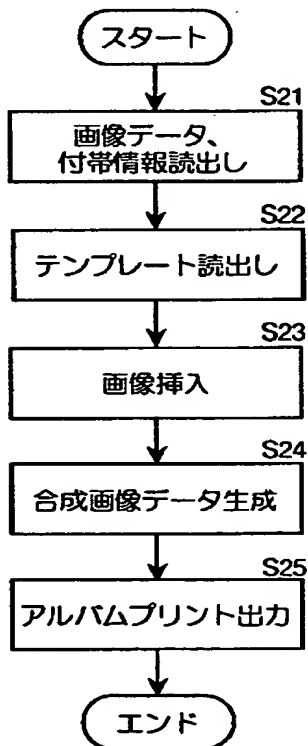 スタート
S21
画像データ、
付帯情報読出し
S22
テンプレート読出し
S23
画像挿入
S24
合成画像データ生成
S25
アルバムプリント出力
エンド